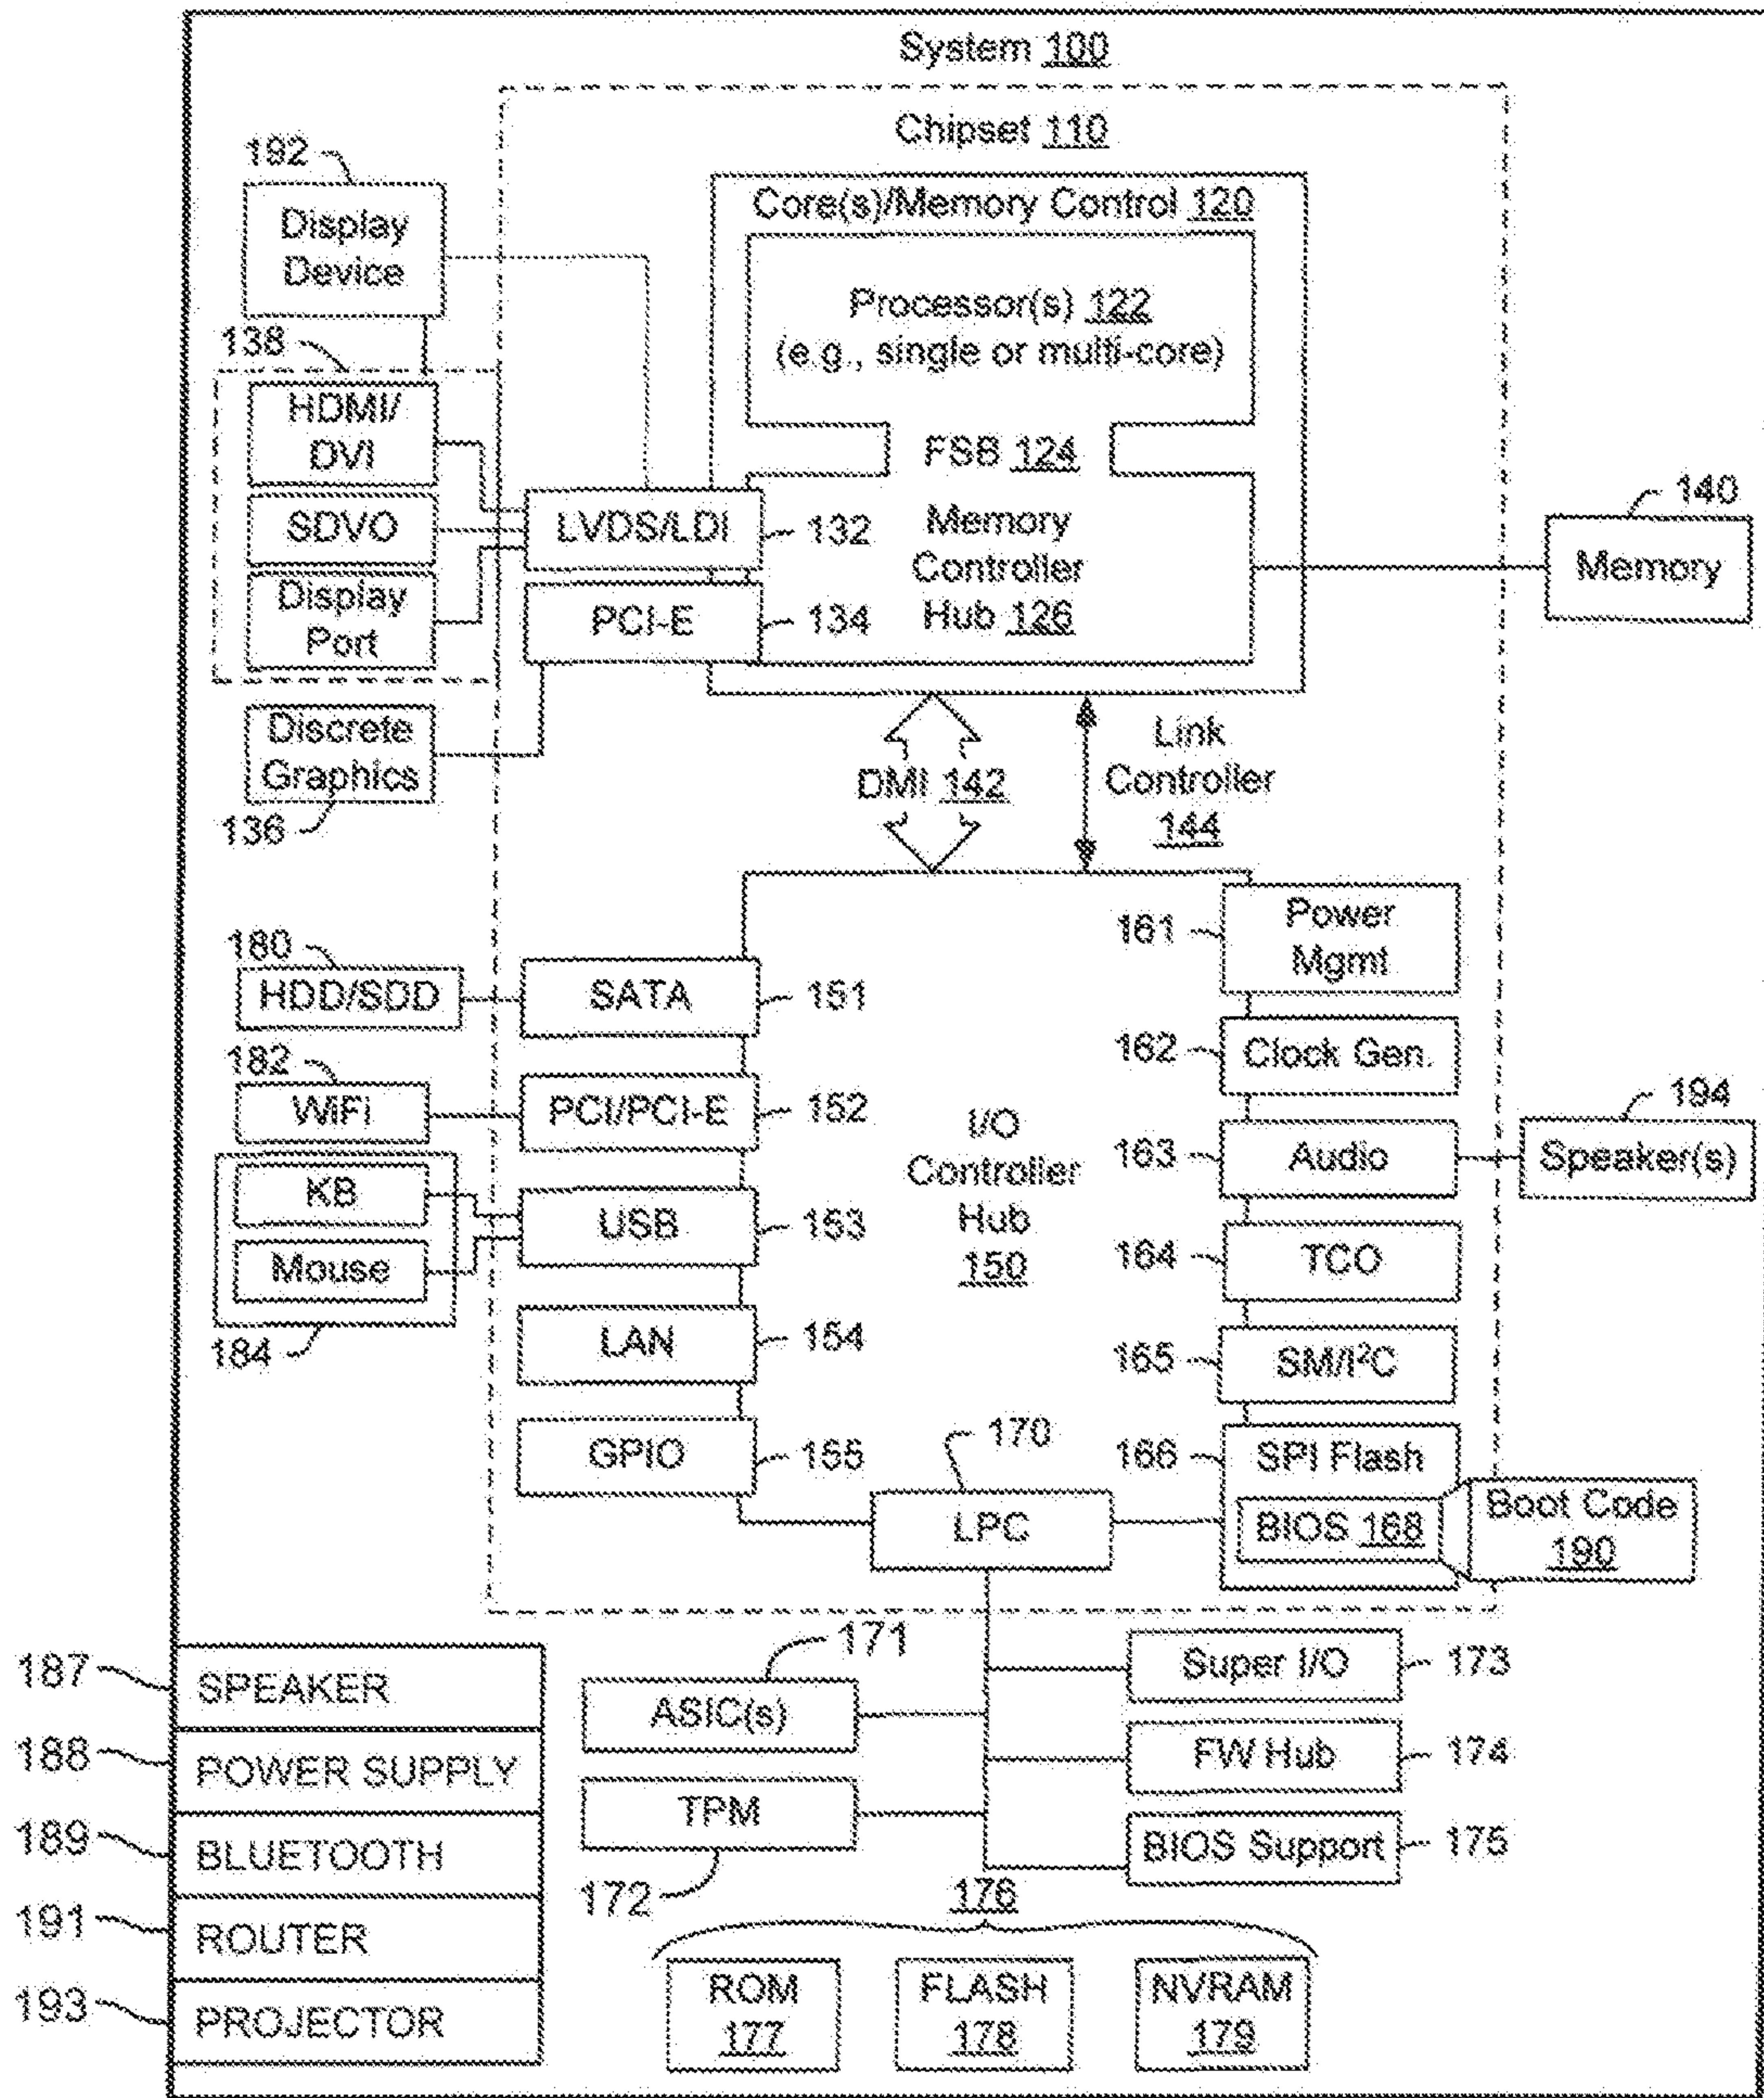 System 100
Chipset 110
192
Display
Device
Core(s)/Memory Control 120
Processor(s) 122
(e.g., single or multi-core)
138
HDMI/
DVI
SDVO
Display
Port
FSB 124
LVDS/LDI
132
PCI-E
134
Memory
Controller
Hub 126
140
Memory
Discrete
Graphics
136
DMI 142
Link
Controller
144
180
HDD/SDD
SATA
151
182
WiFi
PCI/PCI-E
152
KB
Mouse
184
USB
153
LAN
154
GPIO
155
I/O
Controller
Hub
150
161
Power
Mgmt
162
Clock Gen.
163
Audio
194
Speaker(s)
164
TCO
165
SM/I²C
166
SPI Flash
BIOS 168
Boot Code
190
170
LPC
187
SPEAKER
188
POWER SUPPLY
189
BLUETOOTH
191
ROUTER
193
PROJECTOR
171
ASIC(s)
TPM
172
Super I/O
173
FW Hub
174
BIOS Support
175
176
ROM
177
FLASH
178
NVRAM
179